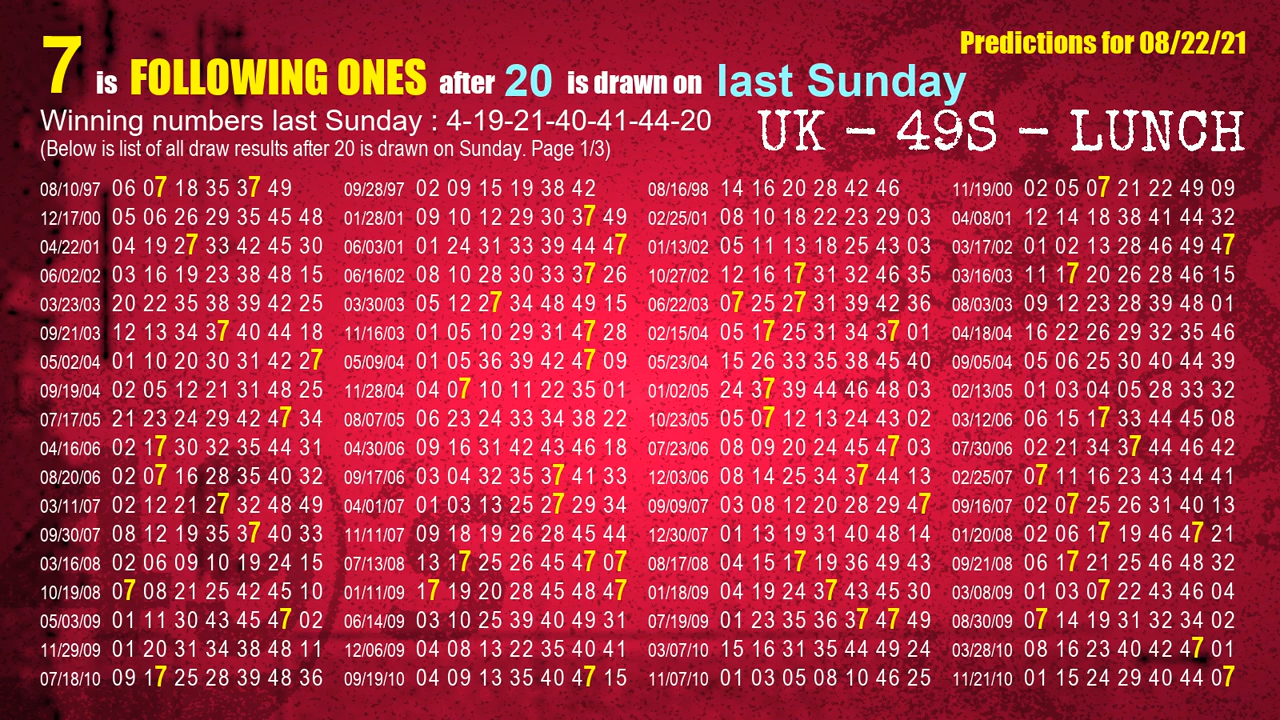 Predictions for 08/22/21
7 is FOLLOWING ONES after 20 is drawn on last Sunday
Winning numbers last Sunday : 4-19-21-40-41-44-20
UK - 49S - LUNCH
(Below is list of all draw results after 20 is drawn on Sunday. Page 1/3)
08/10/97 06 07 18 35 37 49 09/28/97 02 09 15 19 38 42 08/16/98 14 16 20 28 42 46 11/19/00 02 05 07 21 22 49 09
12/17/00 05 06 26 29 35 45 48 01/28/01 09 10 12 29 30 37 49 02/25/01 08 10 18 22 23 29 03 04/08/01 12 14 18 38 41 44 32
04/22/01 04 19 27 33 42 45 30 06/03/01 01 24 31 33 39 44 47 01/13/02 05 11 13 18 25 43 03 03/17/02 01 02 13 28 46 49 47
06/02/02 03 16 19 23 38 48 15 06/16/02 08 10 28 30 33 37 26 10/27/02 12 16 17 31 32 46 35 03/16/03 11 17 20 26 28 46 15
03/23/03 20 22 35 38 39 42 25 03/30/03 05 12 27 34 48 49 15 06/22/03 07 25 27 31 39 42 36 08/03/03 09 12 23 28 39 48 01
09/21/03 12 13 34 37 40 44 18 11/16/03 01 05 10 29 31 47 28 02/15/04 05 17 25 31 34 37 01 04/18/04 16 22 26 29 32 35 46
05/02/04 01 10 20 30 31 42 27 05/09/04 01 05 36 39 42 47 09 05/23/04 15 26 33 35 38 45 40 09/05/04 05 06 25 30 40 44 39
09/19/04 02 05 12 21 31 48 25 11/28/04 04 07 10 11 22 35 01 01/02/05 24 37 39 44 46 48 03 02/13/05 01 03 04 05 28 33 32
07/17/05 21 23 24 29 42 47 34 08/07/05 06 23 24 33 34 38 22 10/23/05 05 07 12 13 24 43 02 03/12/06 06 15 17 33 44 45 08
04/16/06 02 17 30 32 35 44 31 04/30/06 09 16 31 42 43 46 18 07/23/06 08 09 20 24 45 47 03 07/30/06 02 21 34 37 44 46 42
08/20/06 02 07 16 28 35 40 32 09/17/06 03 04 32 35 37 41 33 12/03/06 08 14 25 34 37 44 13 02/25/07 07 11 16 23 43 44 41
03/11/07 02 12 21 27 32 48 49 04/01/07 01 03 13 25 27 29 34 09/09/07 03 08 12 20 28 29 47 09/16/07 02 07 25 26 31 40 13
09/30/07 08 12 19 35 37 40 33 11/11/07 09 18 19 26 28 45 44 12/30/07 01 13 19 31 40 48 14 01/20/08 02 06 17 19 46 47 21
03/16/08 02 06 09 10 19 24 15 07/13/08 13 17 25 26 45 47 07 08/17/08 04 15 17 19 36 49 43 09/21/08 06 17 21 25 46 48 32
10/19/08 07 08 21 25 42 45 10 01/11/09 17 19 20 28 45 48 47 01/18/09 04 19 24 37 43 45 30 03/08/09 01 03 07 22 43 46 04
05/03/09 01 11 30 43 45 47 02 06/14/09 03 10 25 39 40 49 31 07/19/09 01 23 35 36 37 47 49 08/30/09 07 14 19 31 32 34 02
11/29/09 01 20 31 34 38 48 11 12/06/09 04 08 13 22 35 40 41 03/07/10 15 16 31 35 44 49 24 03/28/10 08 16 23 40 42 47 01
07/18/10 09 17 25 28 39 48 36 09/19/10 04 09 13 35 40 47 15 11/07/10 01 03 05 08 10 46 25 11/21/10 01 15 24 29 40 44 07